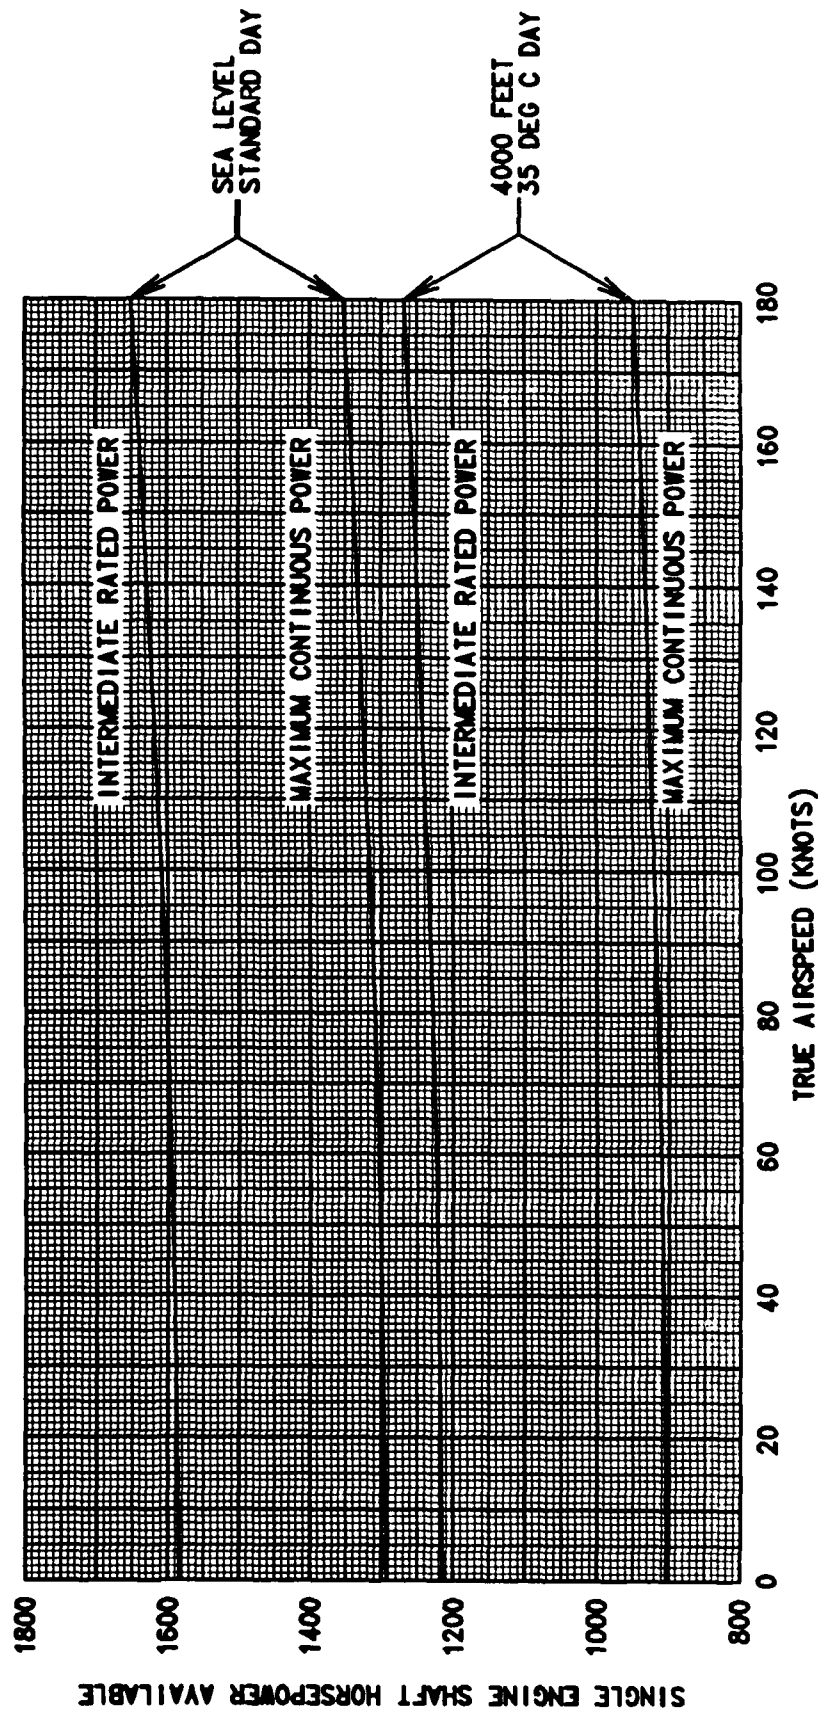 SINGLE ENGINE SHAFT HORSEPOWER AVAILABLE
1800
1600
1400
1200
1000
800
INTERMEDIATE RATED POWER
MAXIMUM CONTINUOUS POWER
INTERMEDIATE RATED POWER
MAXIMUM CONTINUOUS POWER
SEA LEVEL
STANDARD DAY
4000 FEET
35 DEG C DAY
0 20 40 60 80 100 120 140 160 180
TRUE AIRSPEED (KNOTS)